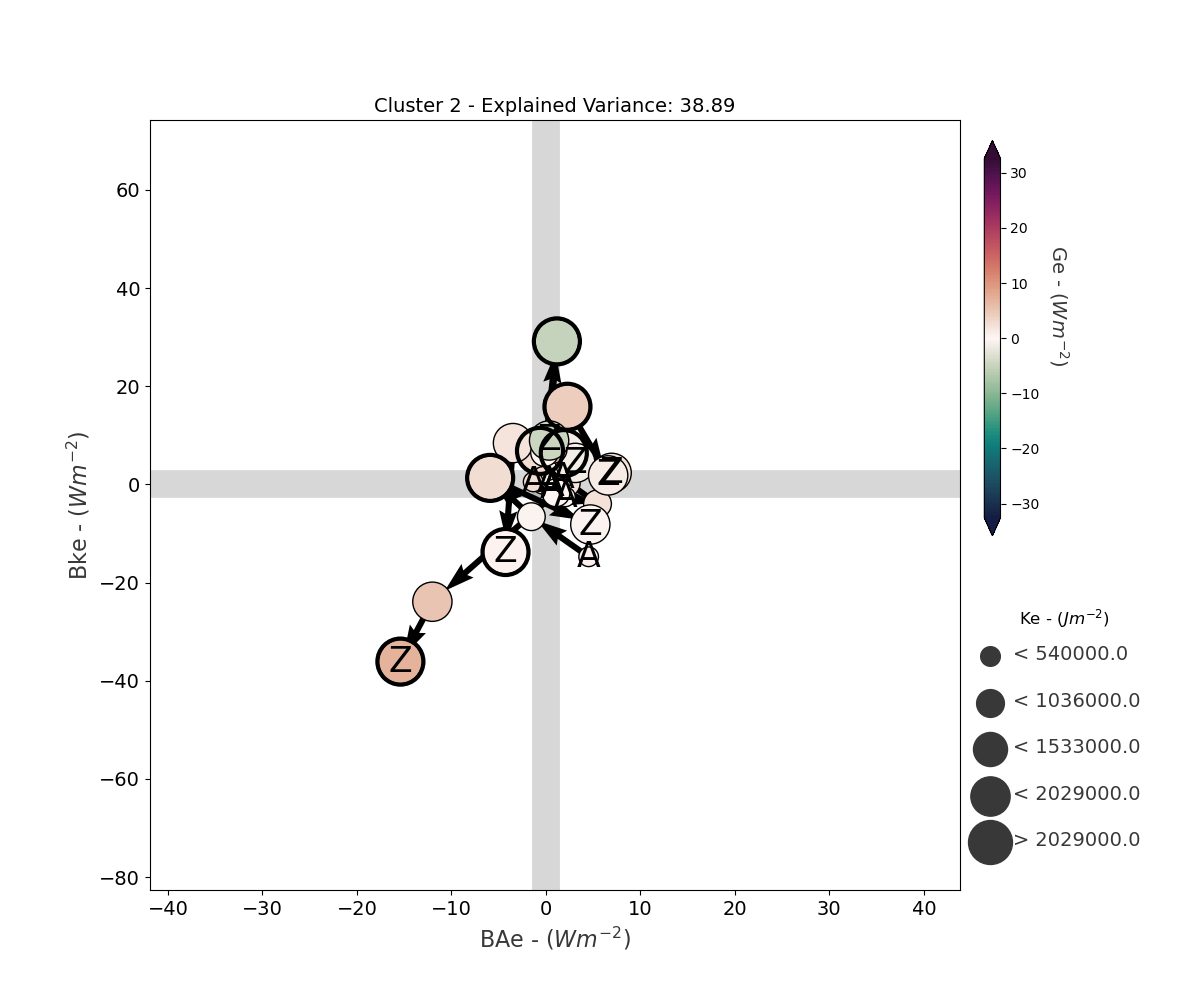 Cluster 2 - Explained Variance: 38.89
60
40
20
0
−20
−40
−60
−80
Bke - (Wm⁻²)
−40
−30
−20
−10
0
10
20
30
40
BAe - (Wm⁻²)
Z
Z
Z
Z
Z
A
A
A
A
Z
Z
30
20
10
0
−10
−20
−30
Ge - (Wm⁻²)
Ke - (Jm⁻²)
< 540000.0
< 1036000.0
< 1533000.0
< 2029000.0
> 2029000.0